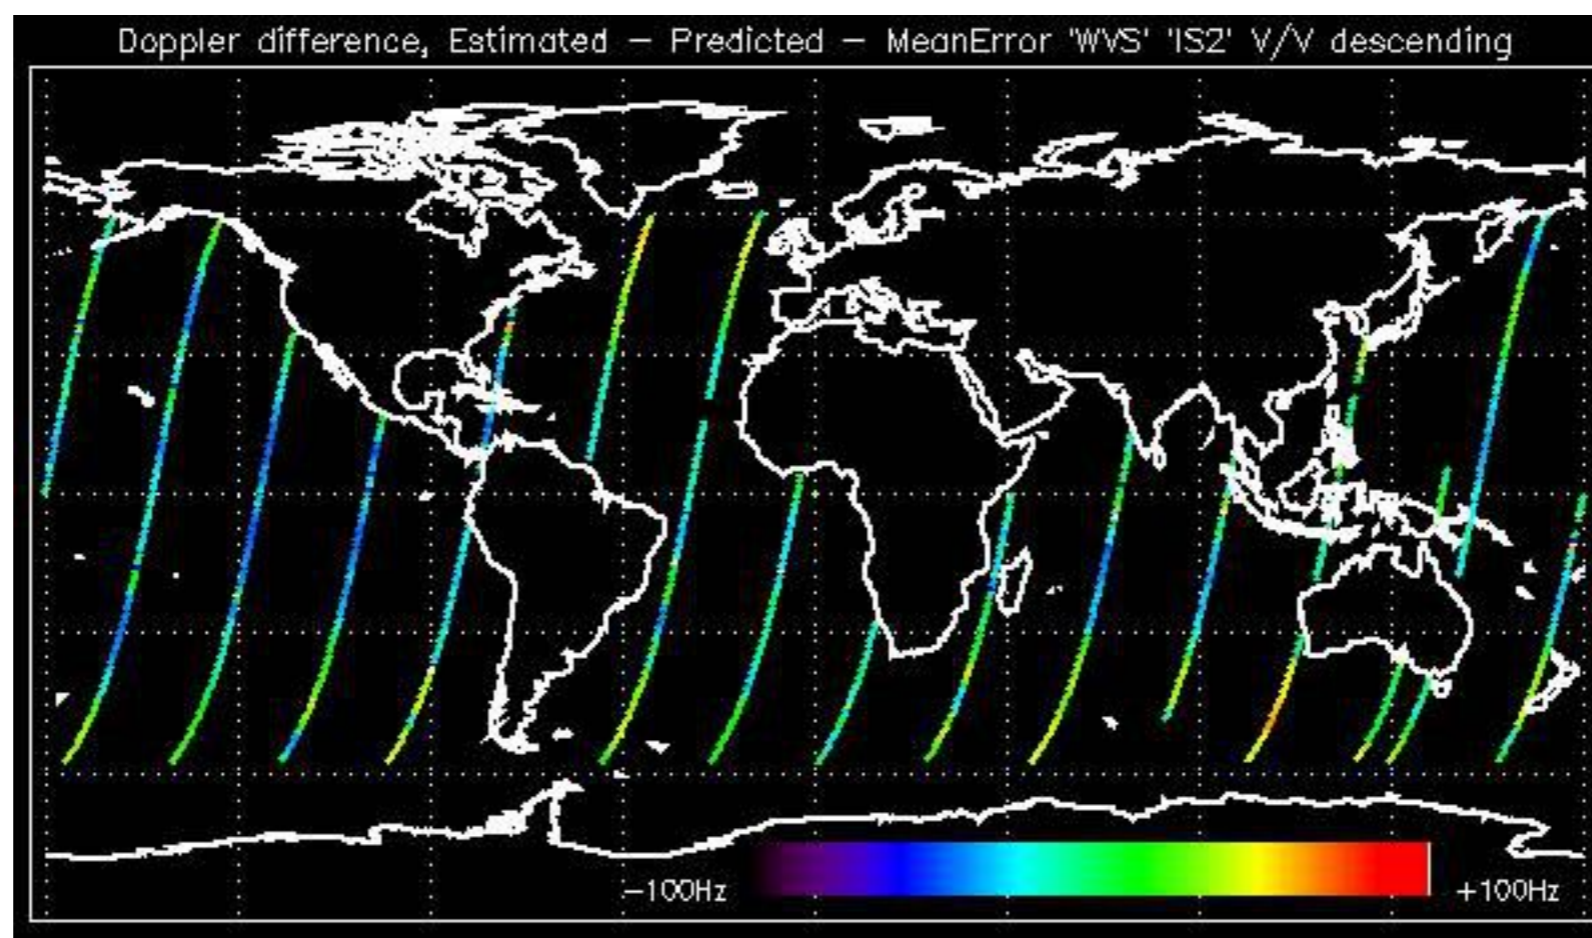 Doppler difference, Estimated – Predicted – MeanError 'WVS' 'IS2' V/V descending
–100Hz +100Hz